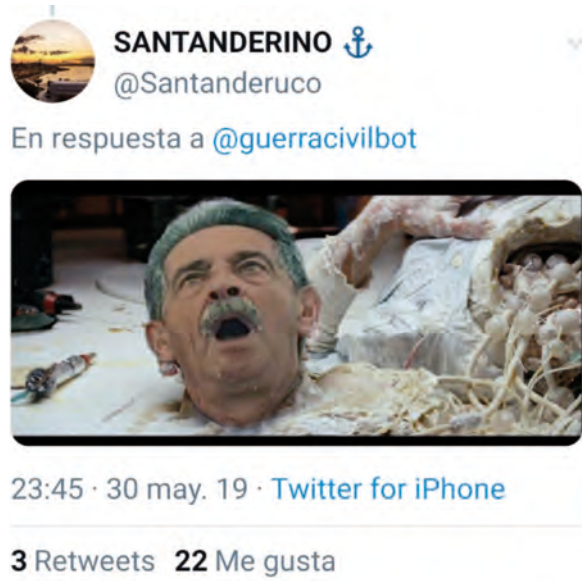 SANTANDERINO ⚓
@Santanderuco
En respuesta a @guerracivilbot
23:45 · 30 may. 19 · Twitter for iPhone
3 Retweets 22 Me gusta